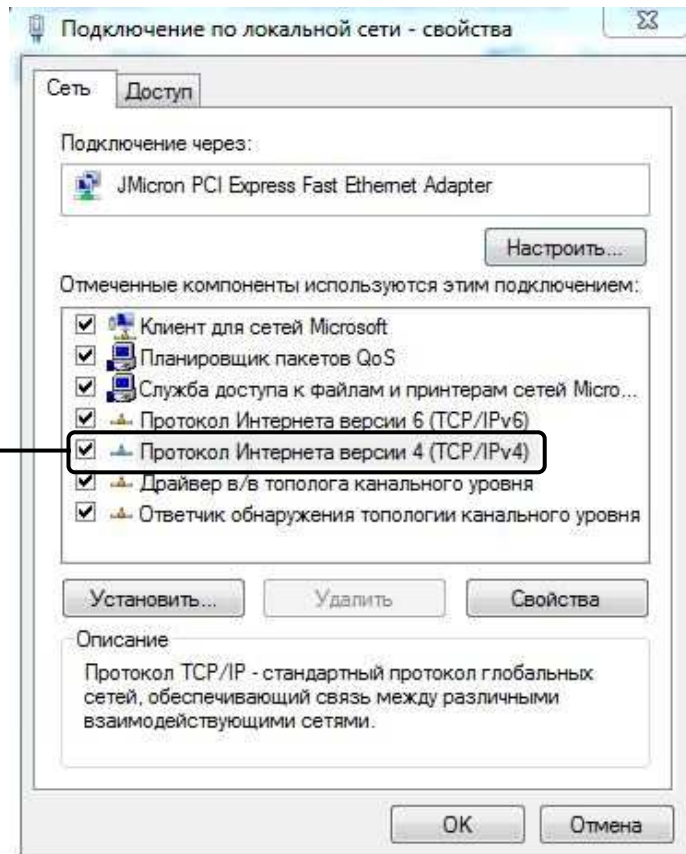 Подключение по локальной сети - свойства
Сеть
Доступ
Подключение через:
JMicron PCI Express Fast Ethernet Adapter
Настроить...
Отмеченные компоненты используются этим подключением:
Клиент для сетей Microsoft
Планировщик пакетов QoS
Служба доступа к файлам и принтерам сетей Micro...
Протокол Интернета версии 6 (TCP/IPv6)
Протокол Интернета версии 4 (TCP/IPv4)
Драйвер в/в тополога канального уровня
Ответчик обнаружения топологии канального уровня
Установить...
Удалить
Свойства
Описание
Протокол TCP/IP - стандартный протокол глобальных
сетей, обеспечивающий связь между различными
взаимодействующими сетями.
OK
Отмена